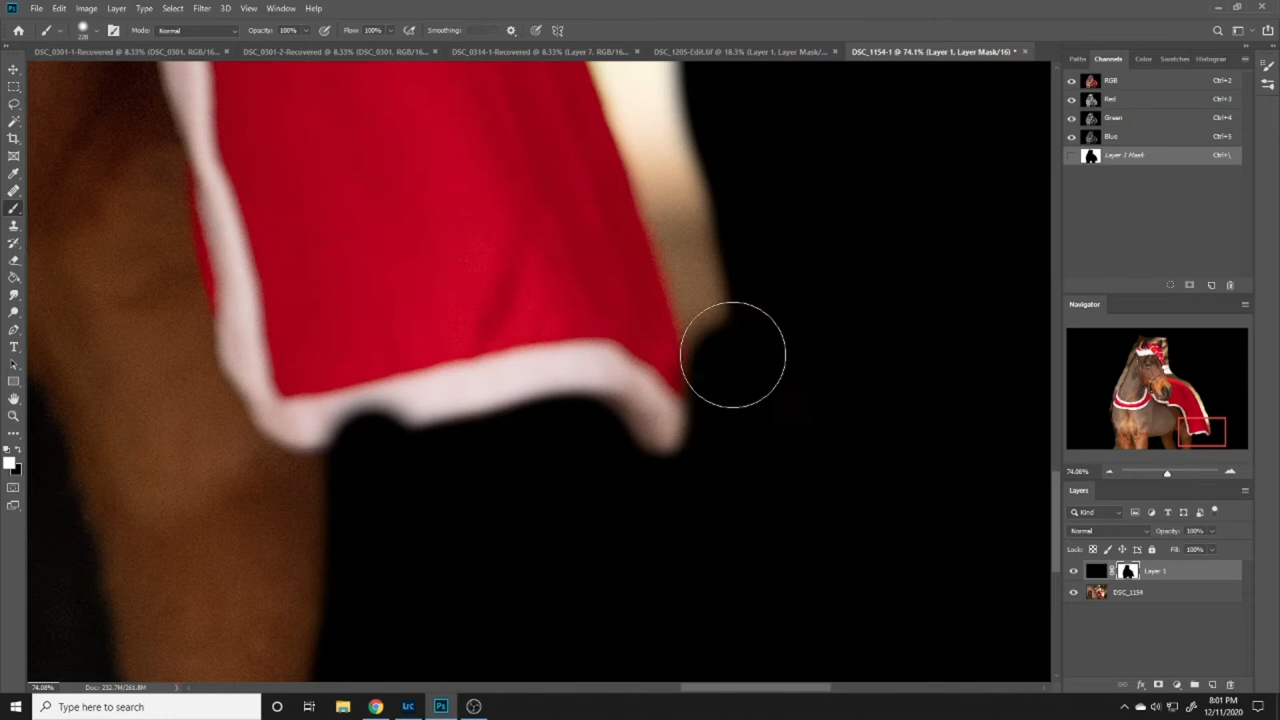 File Edit Image Layer Type Select Filter 3D View Window Help
Mode: Normal Opacity: 100% Flow: 100% Smoothing:
DSC_0301-1-Recovered @ 8.33% (DSC_0301, RGB/16... × DSC_0301-2-Recovered @ 8.33% (DSC_0301, RGB/16... × DSC_0314-1-Recovered @ 8.33% (Layer 7, RGB/16... × DSC_1205-Edit.tif @ 18.3% (Layer 1, Layer Mask/... × DSC_1154-1 @ 74.1% (Layer 1, Layer Mask/16) * ×
Paths Channels Color Swatches Histogram
RGB Ctrl+2
Red Ctrl+3
Green Ctrl+4
Blue Ctrl+5
Layer 1 Mask Ctrl+\
Navigator
74.08%
Layers
Kind
Normal Opacity: 100%
Lock: Fill: 100%
Layer 1
DSC_1154
74.08% Doc: 232.7M/261.8M
Type here to search
Ps
LrC
8:01 PM
12/11/2020